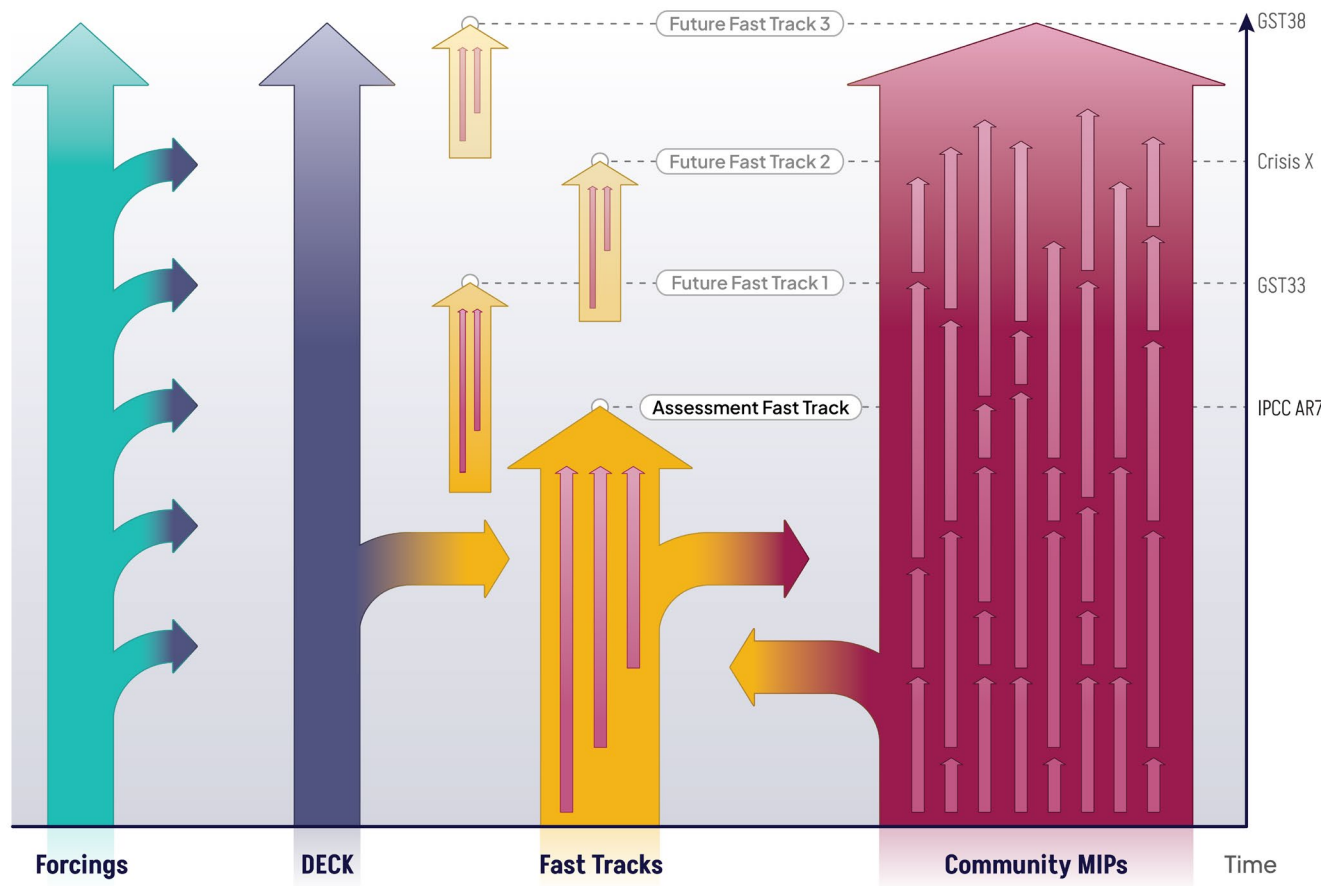 Future Fast Track 3
GST38
Future Fast Track 2
Crisis X
Future Fast Track 1
GST33
Assessment Fast Track
IPCC AR7
Forcings
DECK
Fast Tracks
Community MIPs
Time